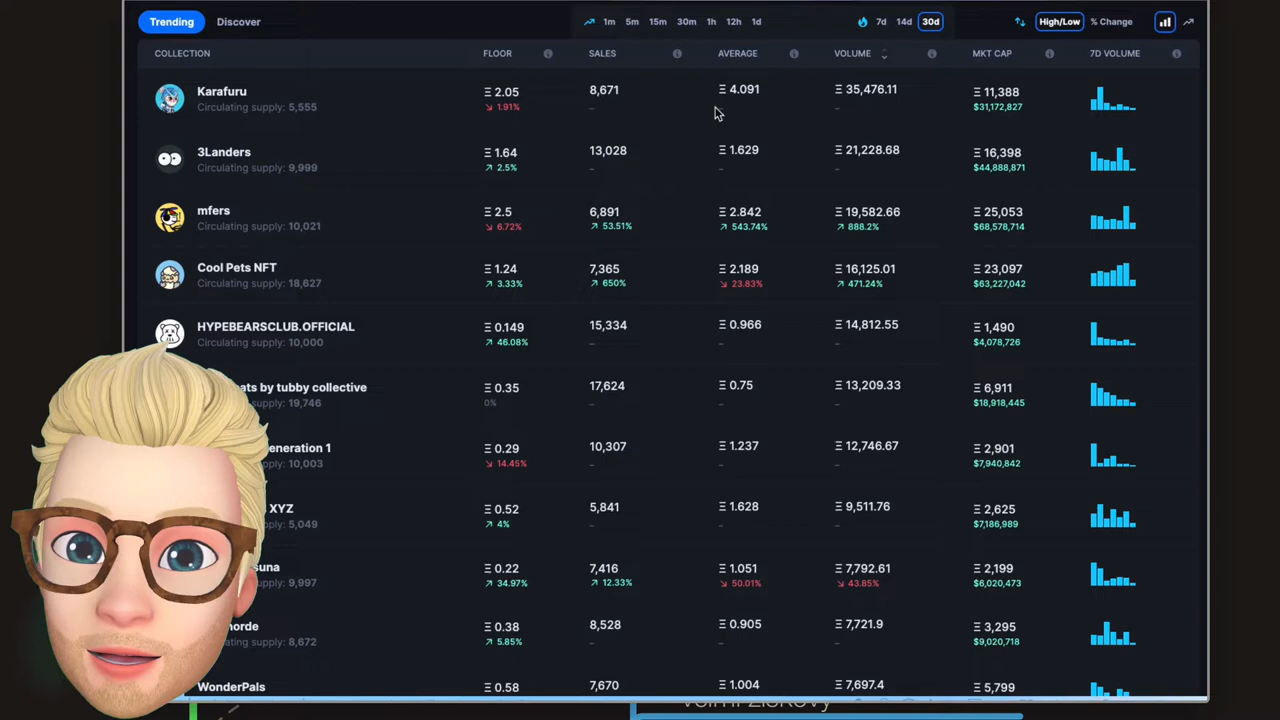 Trending Discover 1m 5m 15m 30m 1h 12h 1d 7d 14d 30d High/Low % Change
COLLECTION FLOOR SALES AVERAGE VOLUME MKT CAP 7D VOLUME
Karafuru Ξ 2.05 8,671 Ξ 4.091 Ξ 35,476.11 Ξ 11,388
Circulating supply: 5,555 1.91% – – – $31,172,827
3Landers Ξ 1.64 13,028 Ξ 1.629 Ξ 21,228.68 Ξ 16,398
Circulating supply: 9,999 2.5% – – – $44,888,871
mfers Ξ 2.5 6,891 Ξ 2.842 Ξ 19,582.66 Ξ 25,053
Circulating supply: 10,021 6.72% 53.51% 543.74% 888.2% $68,578,714
Cool Pets NFT Ξ 1.24 7,365 Ξ 2.189 Ξ 16,125.01 Ξ 23,097
Circulating supply: 18,627 3.33% 650% 23.83% 471.24% $63,227,042
HYPEBEARSCLUB.OFFICIAL Ξ 0.149 15,334 Ξ 0.966 Ξ 14,812.55 Ξ 1,490
Circulating supply: 10,000 46.08% – – – $4,078,726
by tubby collective Ξ 0.35 17,624 Ξ 0.75 Ξ 13,209.33 Ξ 6,911
supply: 19,746 0% – – – $18,918,445
eneration 1 Ξ 0.29 10,307 Ξ 1.237 Ξ 12,746.67 Ξ 2,901
supply: 10,003 14.45% – – – $7,940,842
XYZ Ξ 0.52 5,841 Ξ 1.628 Ξ 9,511.76 Ξ 2,625
supply: 5,049 4% – – – $7,186,989
suna Ξ 0.22 7,416 Ξ 1.051 Ξ 7,792.61 Ξ 2,199
supply: 9,997 34.97% 12.33% 50.01% 43.85% $6,020,473
horde Ξ 0.38 8,528 Ξ 0.905 Ξ 7,721.9 Ξ 3,295
supply: 8,672 5.85% – – – $9,020,718
WonderPals Ξ 0.58 7,670 Ξ 1.004 Ξ 7,697.4 Ξ 5,799